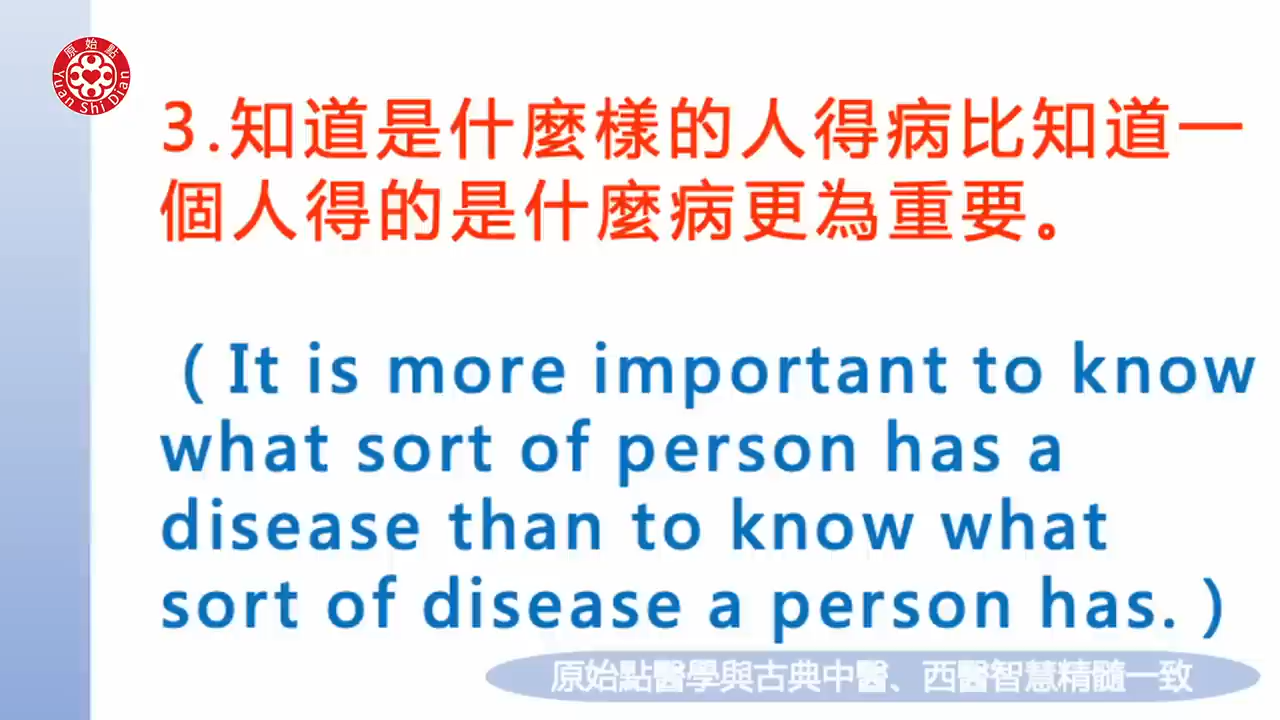 原始點
Yuan Shi Dian
3.知道是什麼樣的人得病比知道一
個人得的是什麼病更為重要。
（It is more important to know
what sort of person has a
disease than to know what
sort of disease a person has.）
原始點醫學與古典中醫、西醫智慧精髓一致